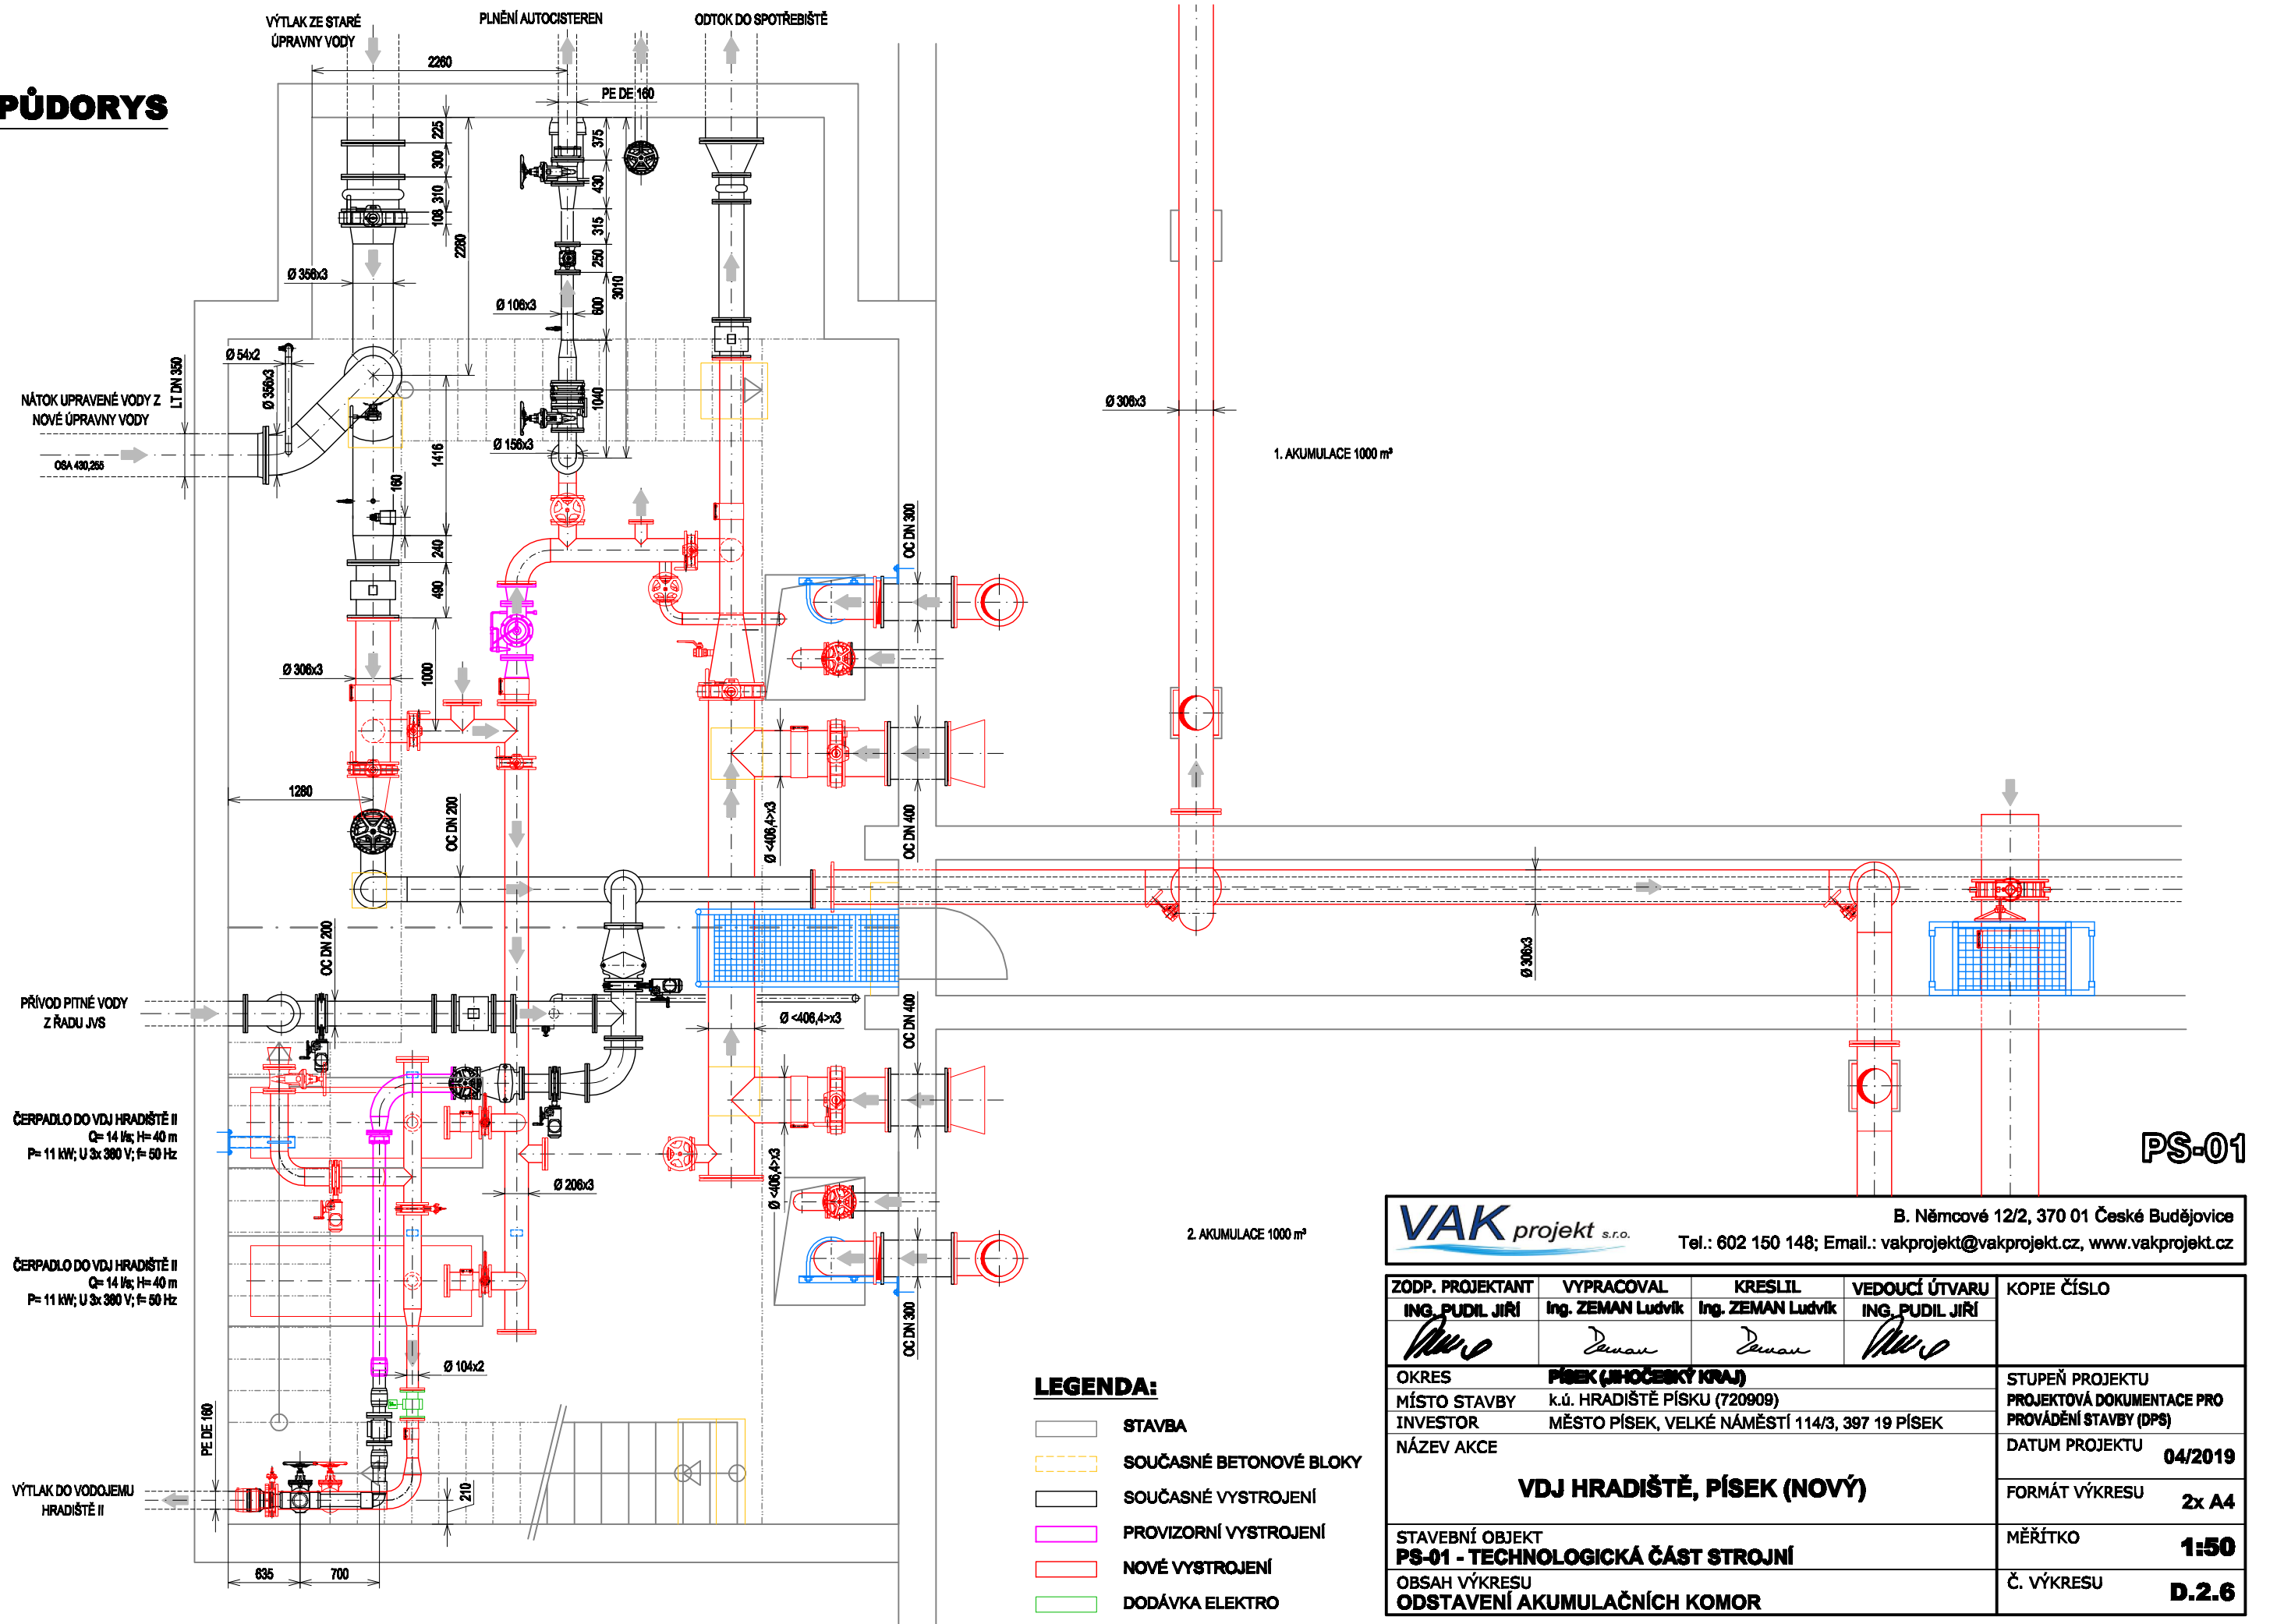 PŮDORYS
VÝTLAK ZE STARÉ
ÚPRAVNY VODY
PLNĚNÍ AUTOCISTEREN
ODTOK DO SPOTŘEBIŠTĚ
2260
PE DE 160
225
300
310
108
2280
375
430
315
250
600
3010
1040
Ø 356x3
Ø 106x3
Ø 54x2
Ø 356x3
LT DN 350
NÁTOK UPRAVENÉ VODY Z
NOVÉ ÚPRAVNY VODY
OSA 430,255
Ø 156x3
1416
160
240
490
1000
Ø 306x3
Ø 306x3
1. AKUMULACE 1000 m³
OC DN 300
1280
OC DN 200
Ø <406,4>x3
OC DN 400
OC DN 200
Ø 306x3
PŘÍVOD PITNÉ VODY
Z ŘADU JVS
Ø <406,4>x3
OC DN 400
ČERPADLO DO VDJ HRADIŠTĚ II
Q= 14 l/s; H= 40 m
P= 11 kW; U 3x 380 V; f= 50 Hz
Ø 206x3
Ø <406,4>x3
2. AKUMULACE 1000 m³
ČERPADLO DO VDJ HRADIŠTĚ II
Q= 14 l/s; H= 40 m
P= 11 kW; U 3x 380 V; f= 50 Hz
OC DN 300
Ø 104x2
PE DE 160
VÝTLAK DO VODOJEMU
HRADIŠTĚ II
210
635
700
LEGENDA:
STAVBA
SOUČASNÉ BETONOVÉ BLOKY
SOUČASNÉ VYSTROJENÍ
PROVIZORNÍ VYSTROJENÍ
NOVÉ VYSTROJENÍ
DODÁVKA ELEKTRO
PS-01
VAK projekt s.r.o.
B. Němcové 12/2, 370 01 České Budějovice
Tel.: 602 150 148; Email.: vakprojekt@vakprojekt.cz, www.vakprojekt.cz
ZODP. PROJEKTANT VYPRACOVAL KRESLIL VEDOUCÍ ÚTVARU KOPIE ČÍSLO
ING. PUDIL JIŘÍ Ing. ZEMAN Ludvík Ing. ZEMAN Ludvík ING. PUDIL JIŘÍ
OKRES PÍSEK (JIHOČESKÝ KRAJ)
MÍSTO STAVBY k.ú. HRADIŠTĚ PÍSKU (720909)
INVESTOR MĚSTO PÍSEK, VELKÉ NÁMĚSTÍ 114/3, 397 19 PÍSEK
STUPEŇ PROJEKTU
PROJEKTOVÁ DOKUMENTACE PRO
PROVÁDĚNÍ STAVBY (DPS)
NÁZEV AKCE
VDJ HRADIŠTĚ, PÍSEK (NOVÝ)
DATUM PROJEKTU
04/2019
FORMÁT VÝKRESU
2x A4
STAVEBNÍ OBJEKT
PS-01 - TECHNOLOGICKÁ ČÁST STROJNÍ
MĚŘÍTKO
1:50
OBSAH VÝKRESU
ODSTAVENÍ AKUMULAČNÍCH KOMOR
Č. VÝKRESU
D.2.6